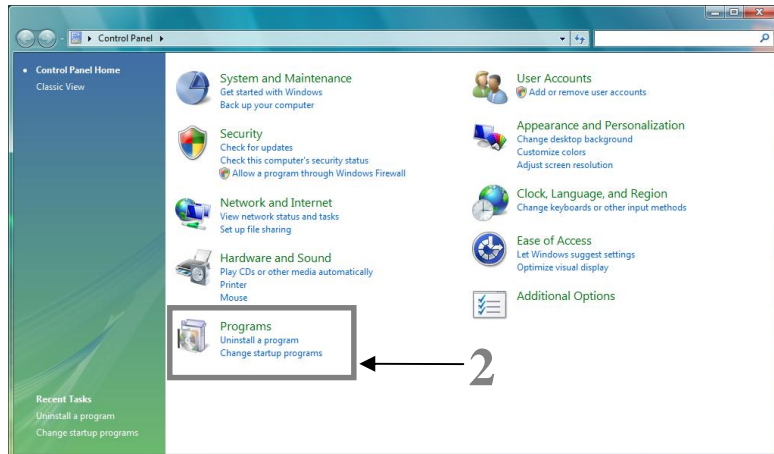 Control Panel
Control Panel Home
Classic View
System and Maintenance
Get started with Windows
Back up your computer
Security
Check for updates
Check this computer's security status
Allow a program through Windows Firewall
Network and Internet
View network status and tasks
Set up file sharing
Hardware and Sound
Play CDs or other media automatically
Printer
Mouse
Programs
Uninstall a program
Change startup programs
User Accounts
Add or remove user accounts
Appearance and Personalization
Change desktop background
Customize colors
Adjust screen resolution
Clock, Language, and Region
Change keyboards or other input methods
Ease of Access
Let Windows suggest settings
Optimize visual display
Additional Options
2
Recent Tasks
Uninstall a program
Change startup programs